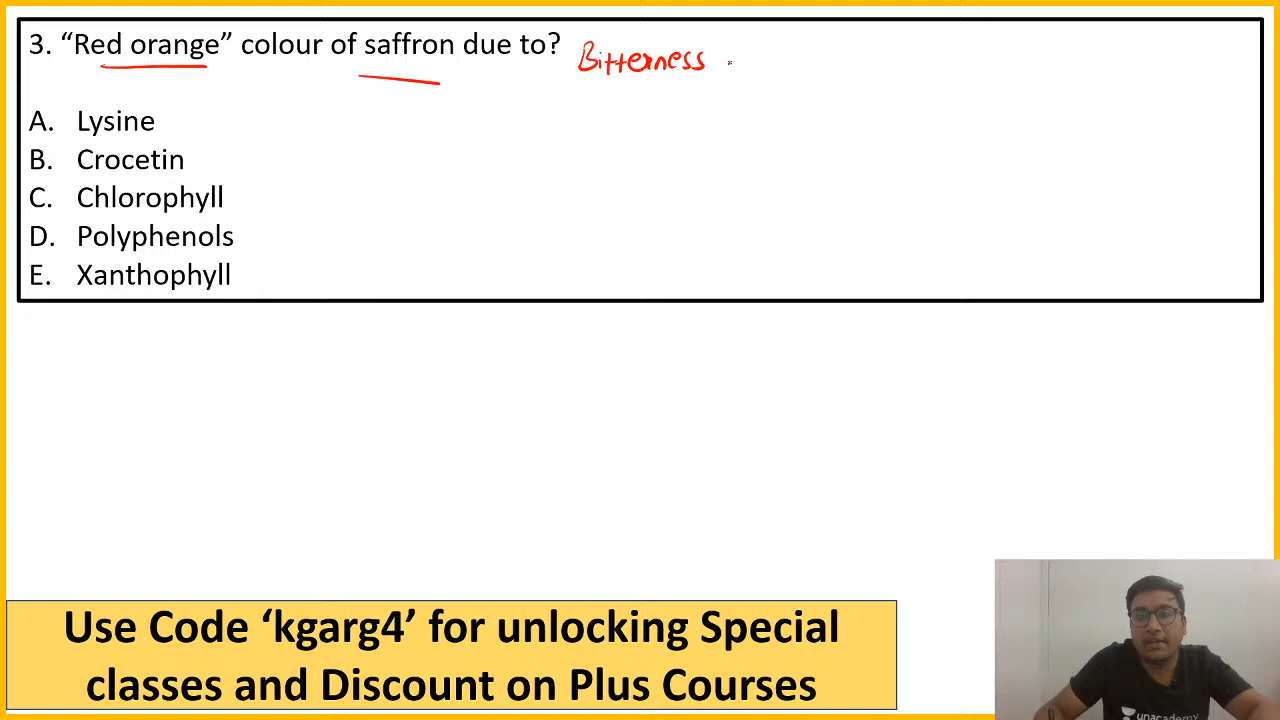 3. “Red orange” colour of saffron due to? Bitterness
A. Lysine
B. Crocetin
C. Chlorophyll
D. Polyphenols
E. Xanthophyll
Use Code ‘kgarg4’ for unlocking Special
classes and Discount on Plus Courses
unacademy